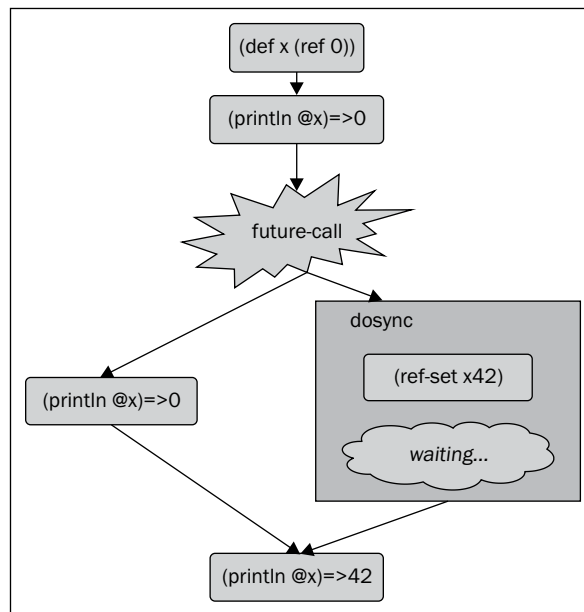 (def x (ref 0))
(println @x)=>0
future-call
dosync
(ref-set x42)
(println @x)=>0
waiting...
(println @x)=>42